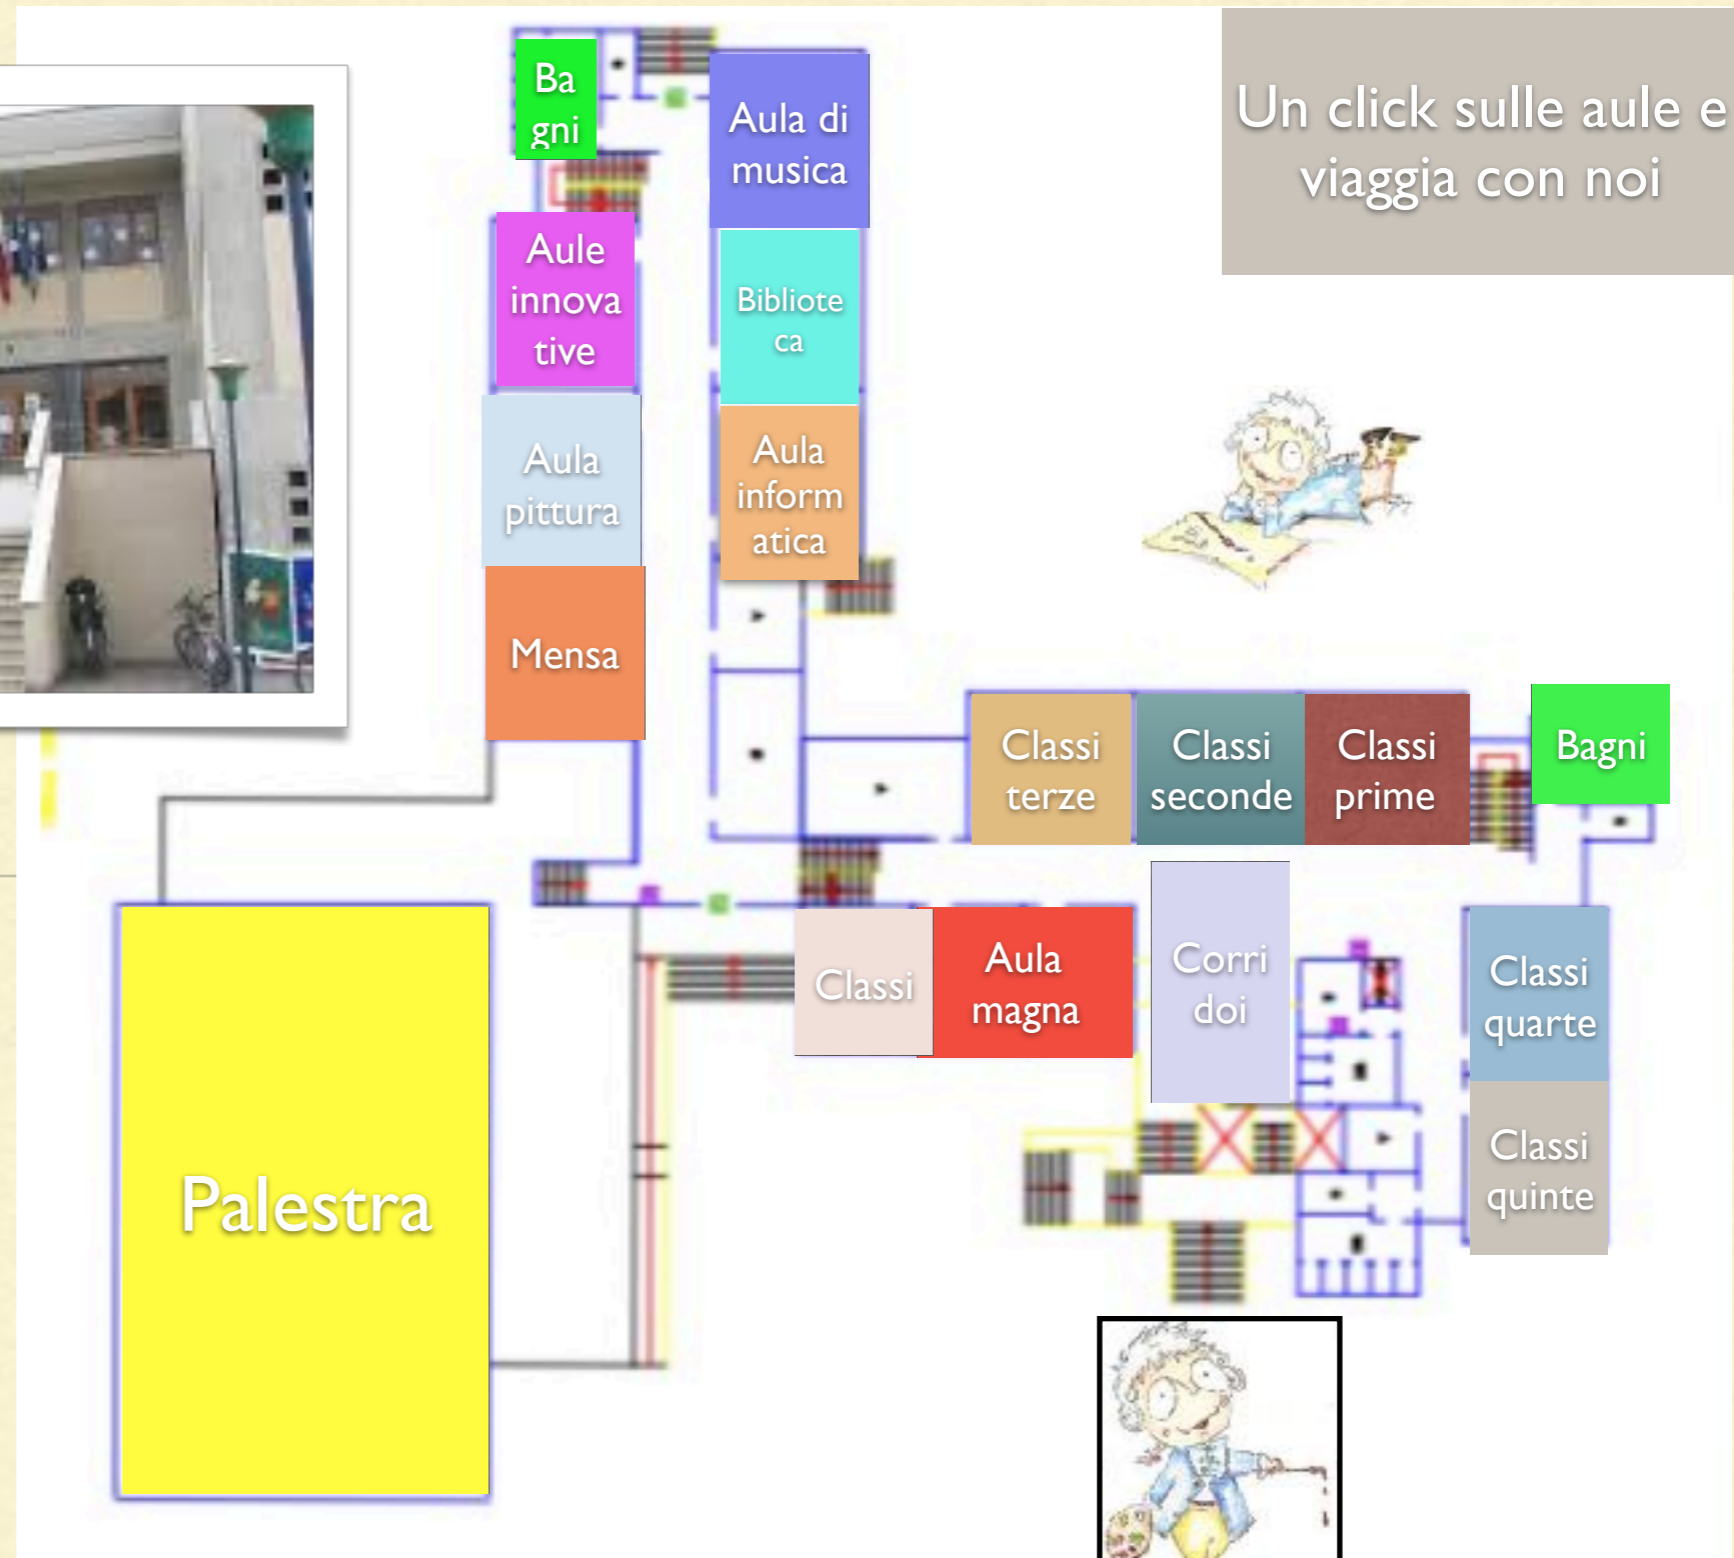 Un click sulle aule e
viaggia con noi
Ba
gni
Aula di
musica
Aule
innova
tive
Bibliote
ca
Aula
pittura
Aula
inform
atica
Mensa
Classi
terze
Classi
seconde
Classi
prime
Bagni
Classi
Aula
magna
Corri
doi
Classi
quarte
Classi
quinte
Palestra